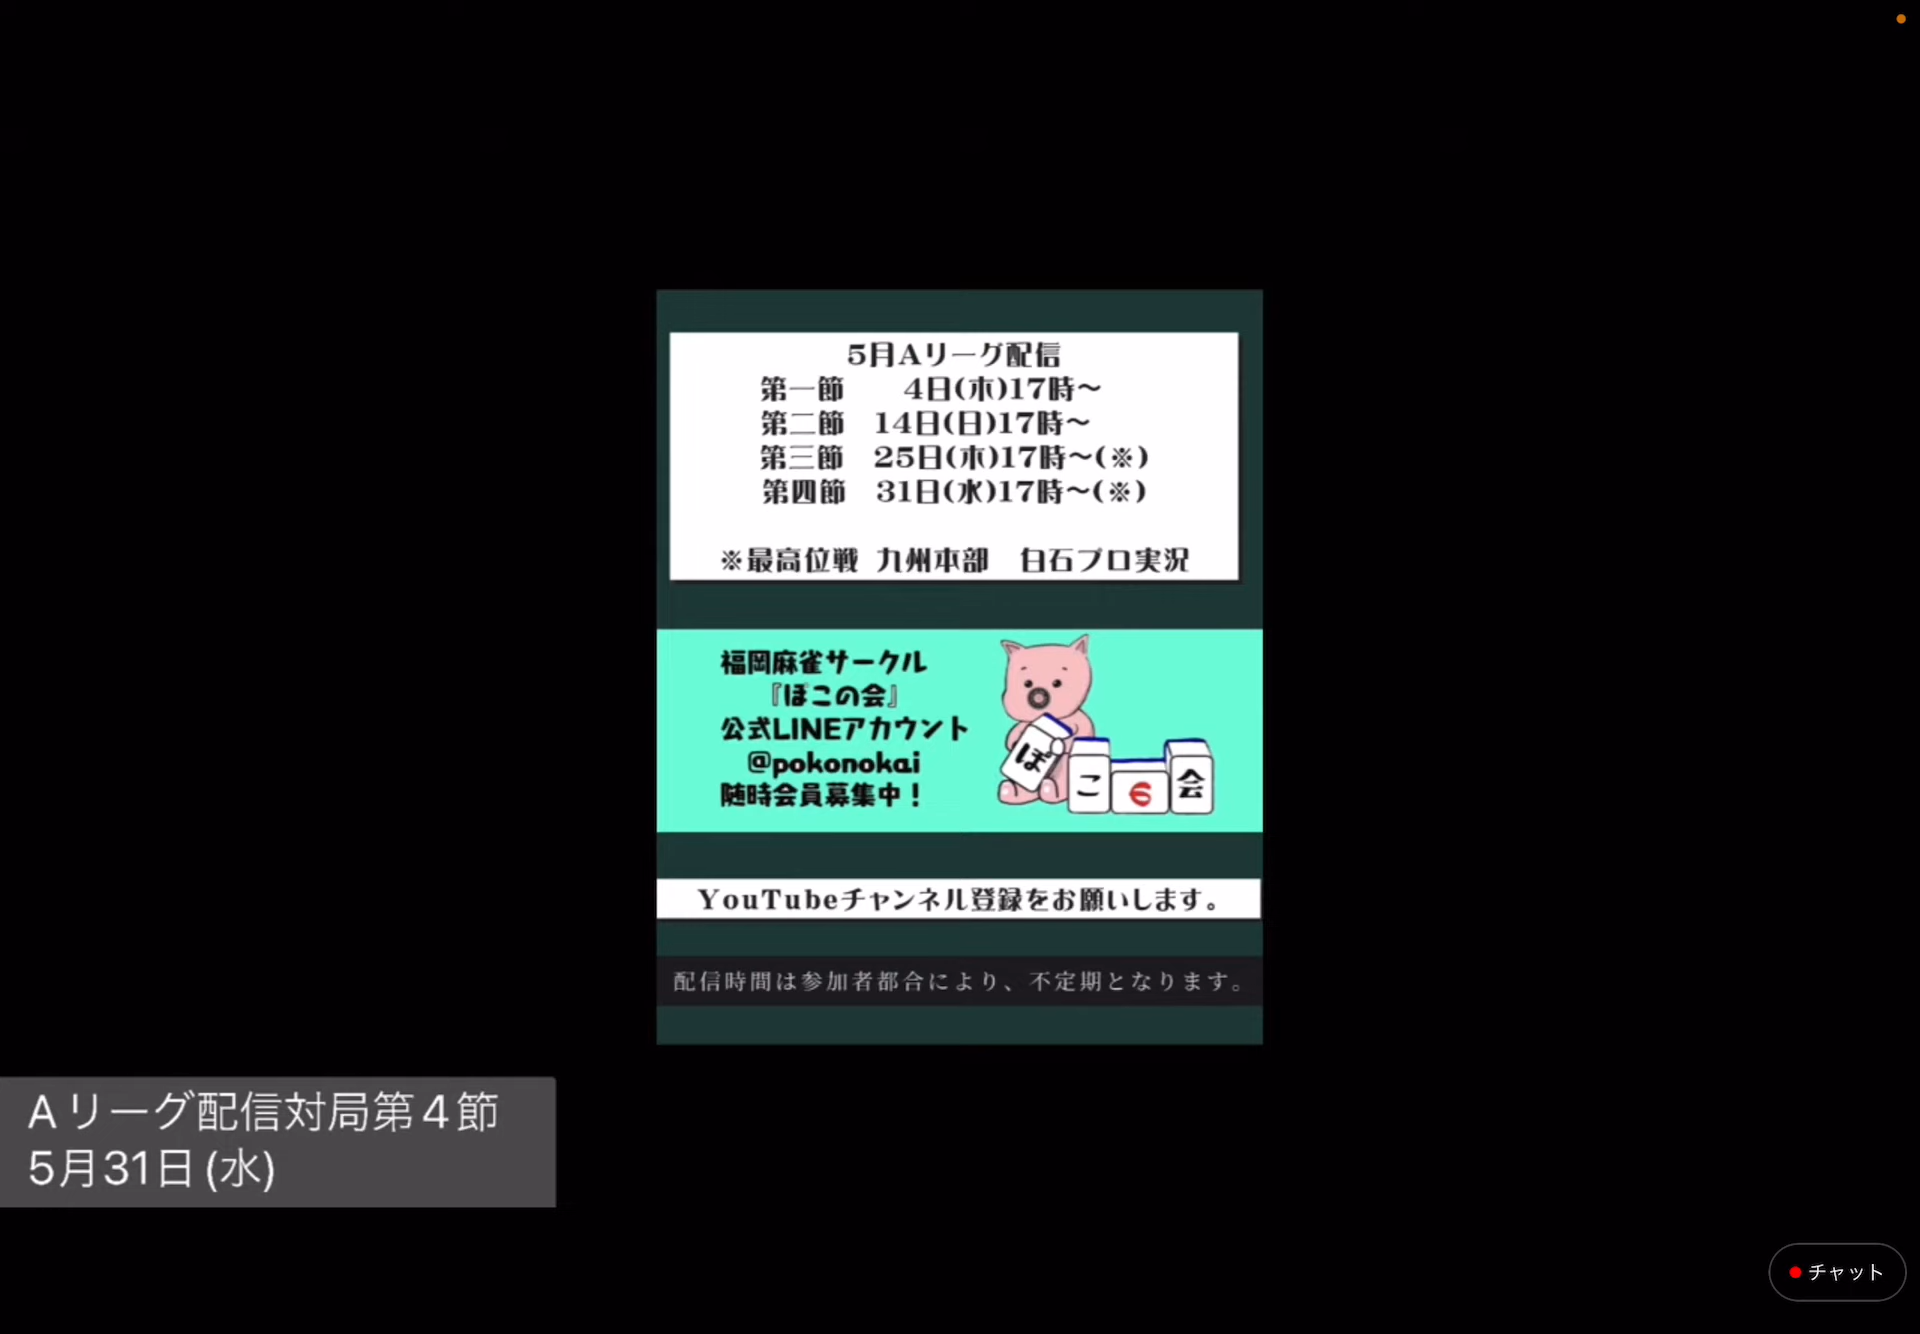 5月Aリーグ配信
第一節　4日(木)17時〜
第二節　14日(日)17時〜
第三節　25日(木)17時〜(※)
第四節　31日(水)17時〜(※)
※最高位戦 九州本部　白石プロ実況
福岡麻雀サークル
『ぽこの会』
公式LINEアカウント
@pokonokai
随時会員募集中！
ぽこの会
YouTubeチャンネル登録をお願いします。
配信時間は参加者都合により、不定期となります。
Aリーグ配信対局第4節
5月31日(水)
チャット